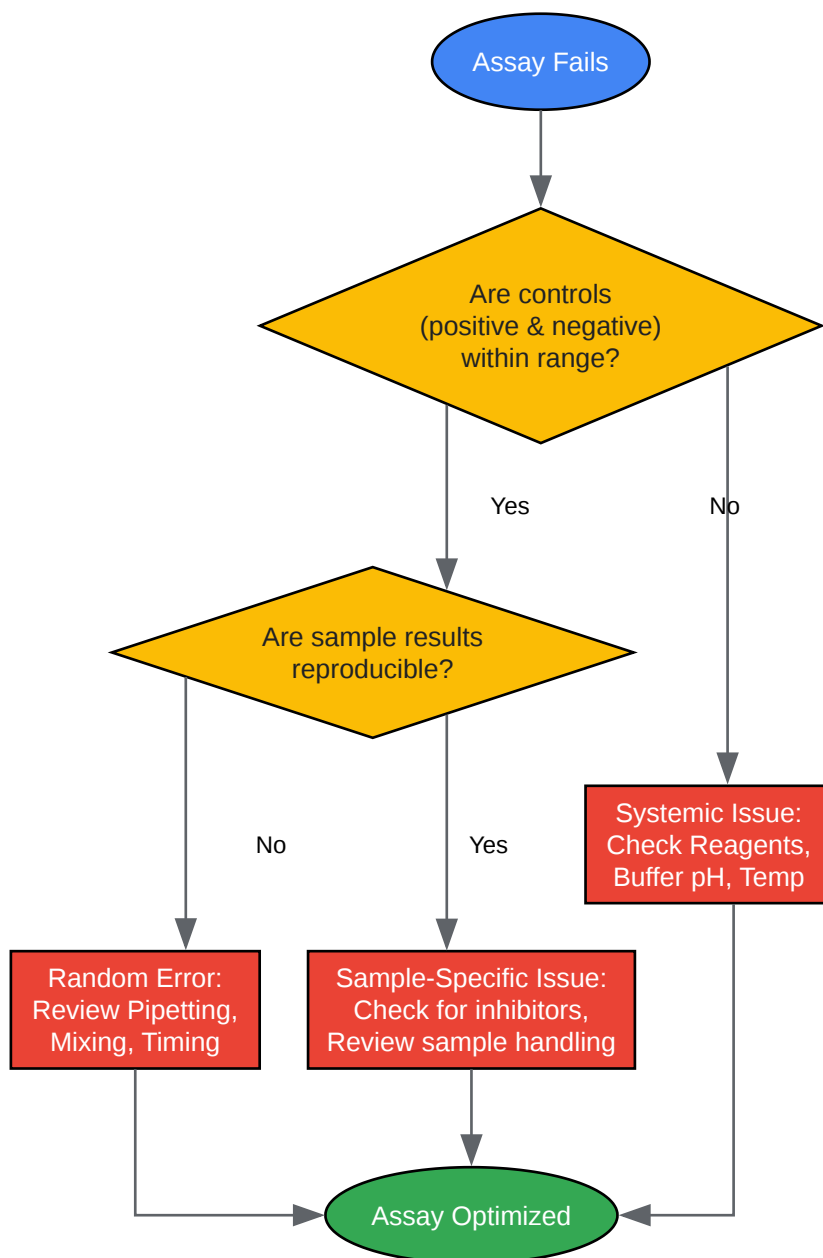 Assay Fails
Are controls
(positive & negative)
within range?
Yes
No
Are sample results
reproducible?
No
Yes
Systemic Issue:
Check Reagents,
Buffer pH, Temp
Random Error:
Review Pipetting,
Mixing, Timing
Sample-Specific Issue:
Check for inhibitors,
Review sample handling
Assay Optimized